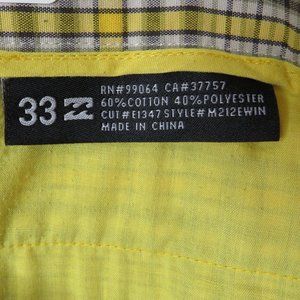 33
RN#99064 CA#37757
60%COTTON 40%POLYESTER
CUT#E1347 STYLE#M212EWIN
MADE IN CHINA